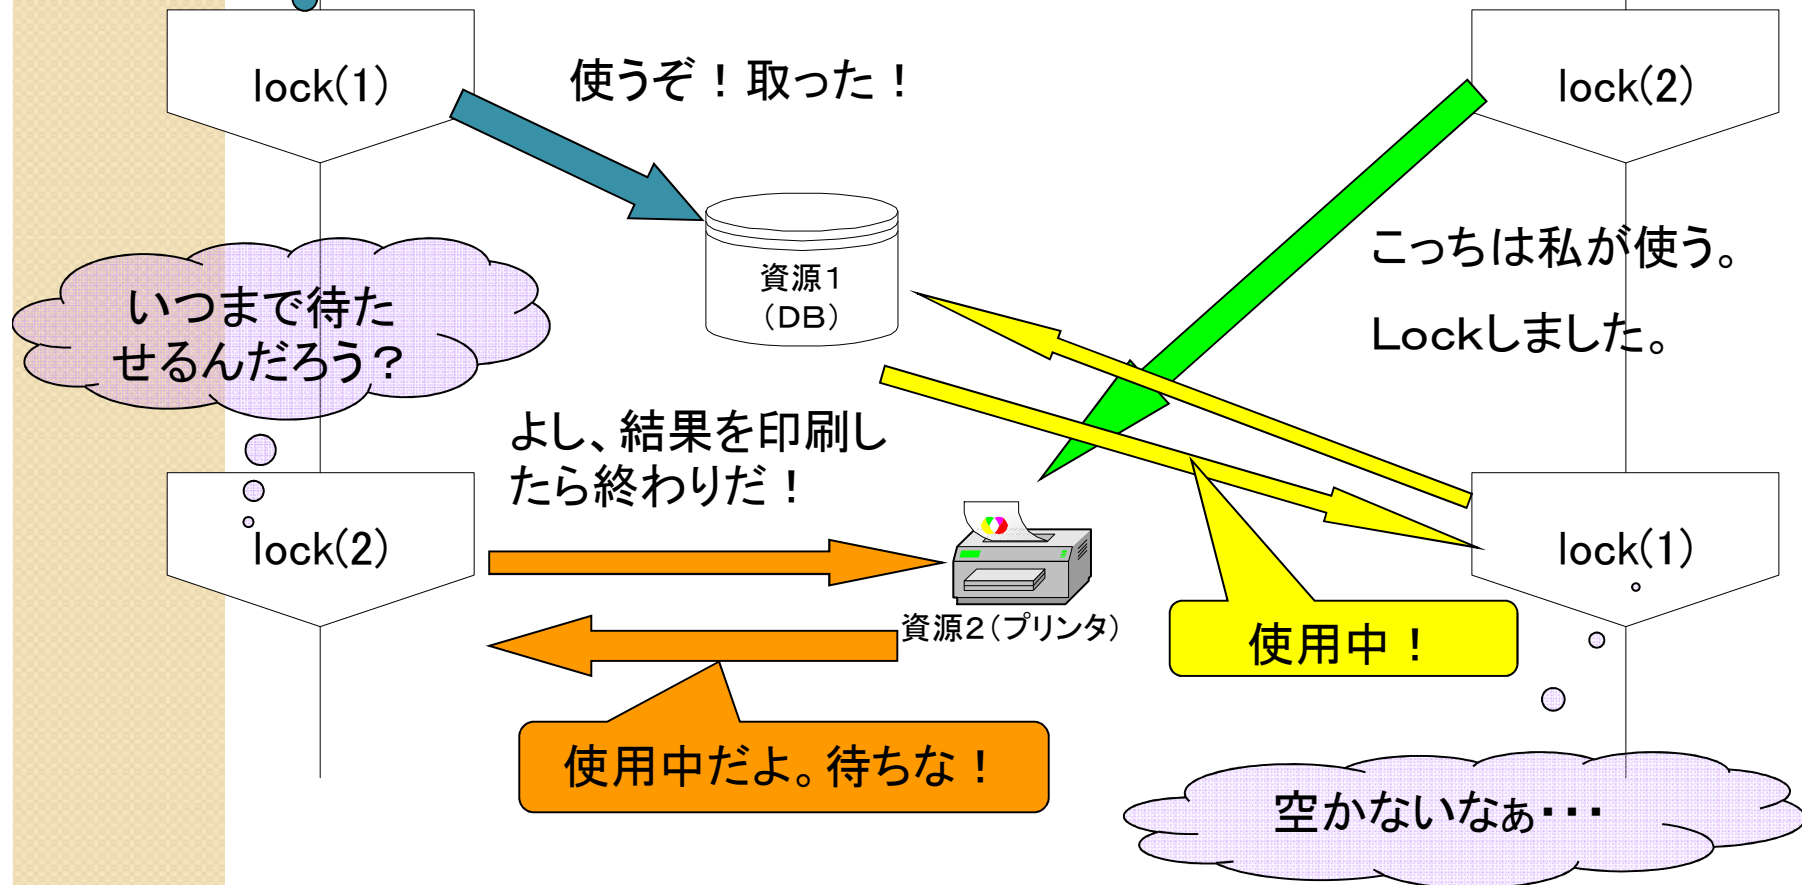 lock(1)
使うぞ！取った！
lock(2)
資源１
（ＤＢ）
こっちは私が使う。
Ｌｏｃｋしました。
いつまで待た
せるんだろう？
よし、結果を印刷し
たら終わりだ！
lock(2)
lock(1)
資源２（プリンタ）
使用中！
使用中だよ。待ちな！
空かないなぁ・・・